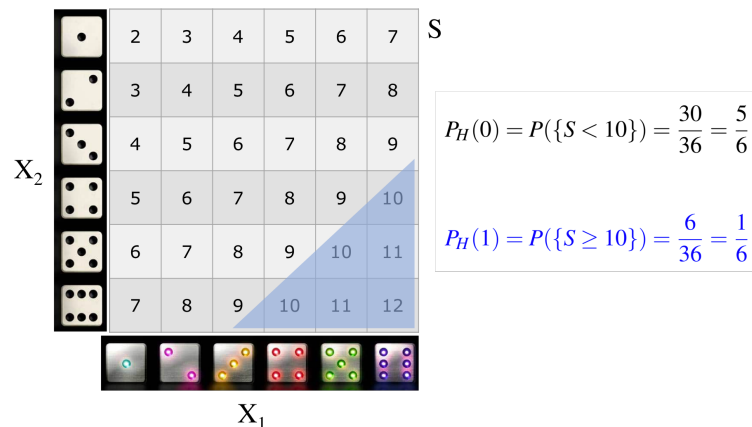 S
2 3 4 5 6 7
3 4 5 6 7 8
4 5 6 7 8 9
5 6 7 8 9 10
6 7 8 9 10 11
7 8 9 10 11 12
X₂
X₁
P_H(0) = P({S < 10}) = 30/36 = 5/6
P_H(1) = P({S ≥ 10}) = 6/36 = 1/6